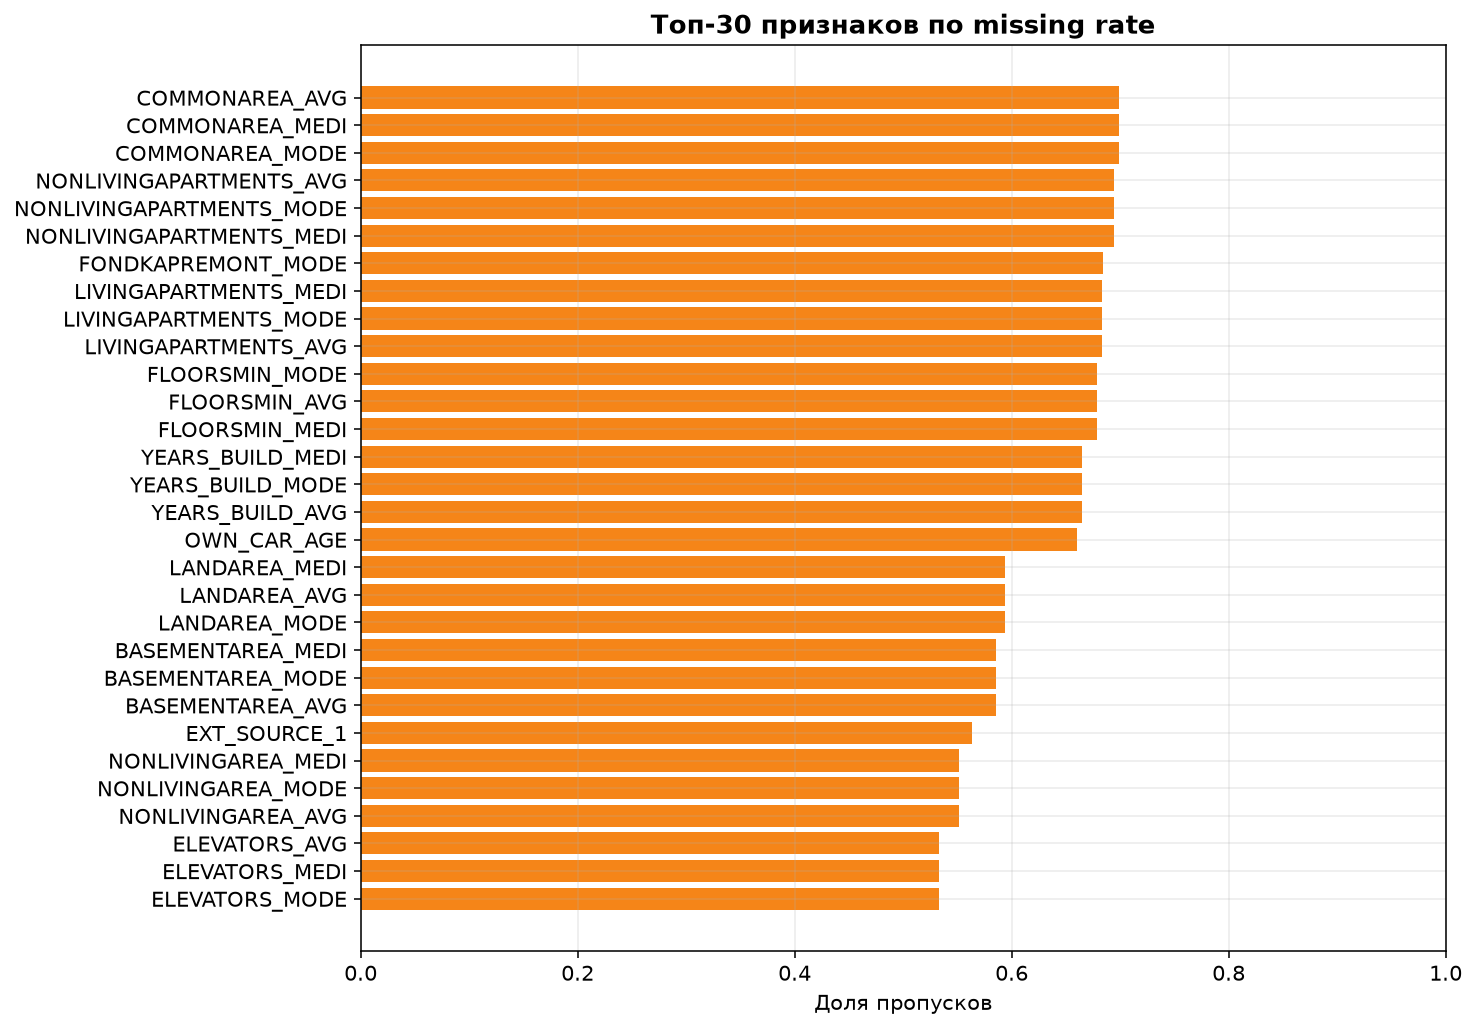 Топ-30 признаков по missing rate
COMMONAREA_AVG
COMMONAREA_MEDI
COMMONAREA_MODE
NONLIVINGAPARTMENTS_AVG
NONLIVINGAPARTMENTS_MODE
NONLIVINGAPARTMENTS_MEDI
FONDKAPREMONT_MODE
LIVINGAPARTMENTS_MEDI
LIVINGAPARTMENTS_MODE
LIVINGAPARTMENTS_AVG
FLOORSMIN_MODE
FLOORSMIN_AVG
FLOORSMIN_MEDI
YEARS_BUILD_MEDI
YEARS_BUILD_MODE
YEARS_BUILD_AVG
OWN_CAR_AGE
LANDAREA_MEDI
LANDAREA_AVG
LANDAREA_MODE
BASEMENTAREA_MEDI
BASEMENTAREA_MODE
BASEMENTAREA_AVG
EXT_SOURCE_1
NONLIVINGAREA_MEDI
NONLIVINGAREA_MODE
NONLIVINGAREA_AVG
ELEVATORS_AVG
ELEVATORS_MEDI
ELEVATORS_MODE
0.0 0.2 0.4 0.6 0.8 1.0
Доля пропусков